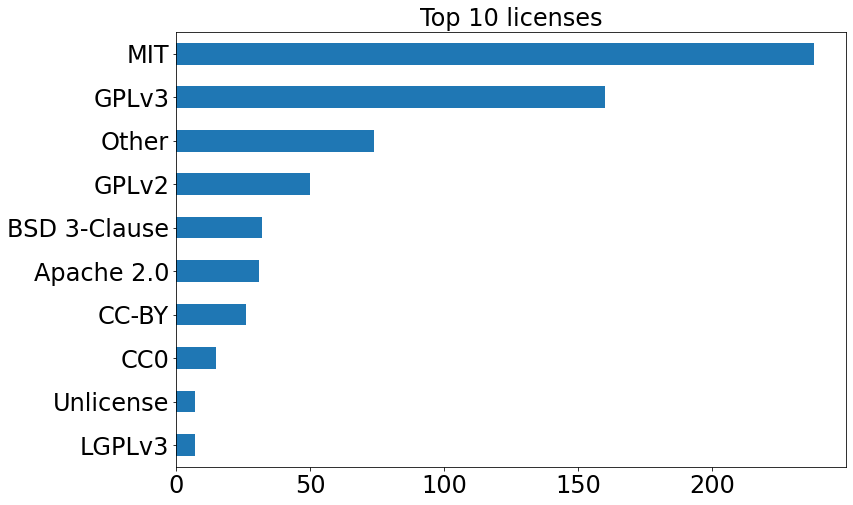 Top 10 licenses
MIT
GPLv3
Other
GPLv2
BSD 3-Clause
Apache 2.0
CC-BY
CC0
Unlicense
LGPLv3
0 50 100 150 200